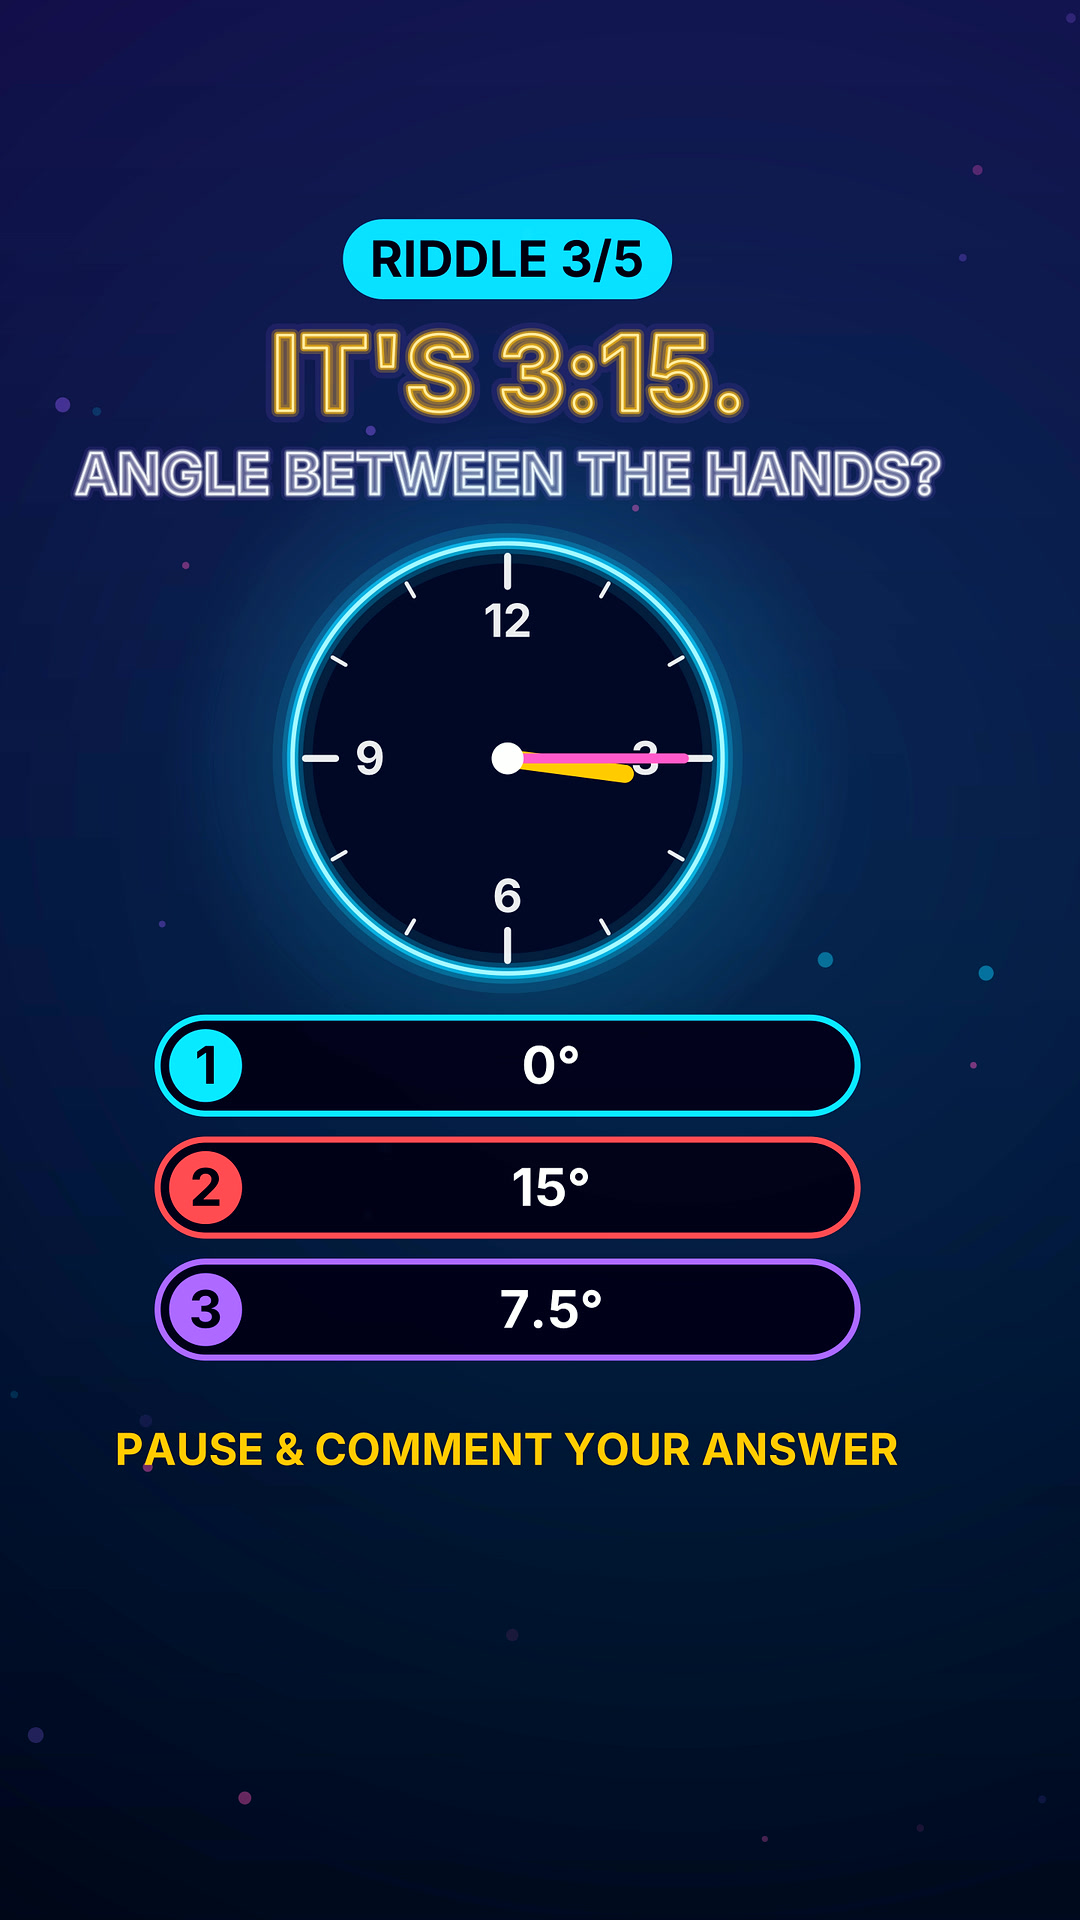 RIDDLE 3/5
IT'S 3:15.
ANGLE BETWEEN THE HANDS?
12
9
3
6
1 0°
2 15°
3 7.5°
PAUSE & COMMENT YOUR ANSWER